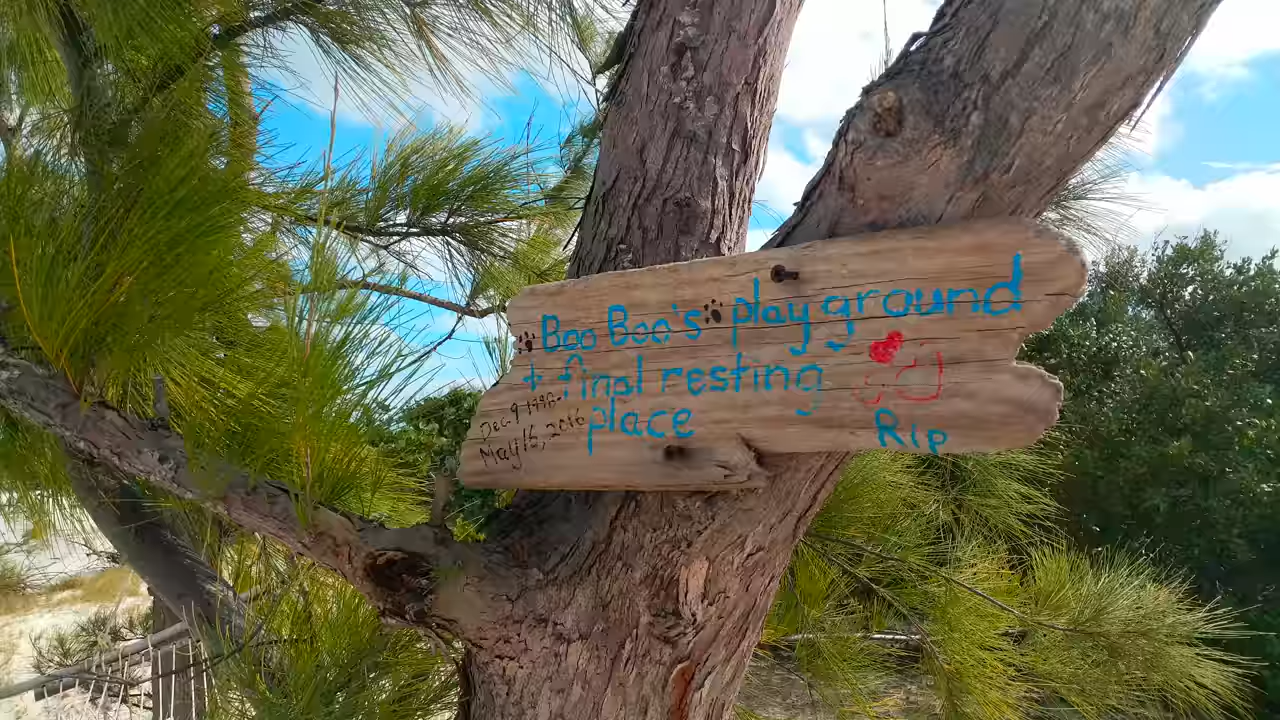 Boo Boo's playground
+ final resting
place
Dec. 9 1998-
May 16, 2016
Rip